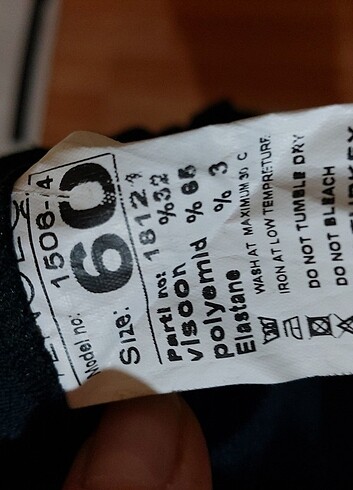 Model no: 1506-4
Size: 60
Parti no: 1812
Viscon %32
polyemid % 65
Elastane % 3
WASH AT MAXIMUM 30 C
IRON AT LOW TEMPRETURE.
DO NOT TUMBLE DRY
DO NOT BLEACH